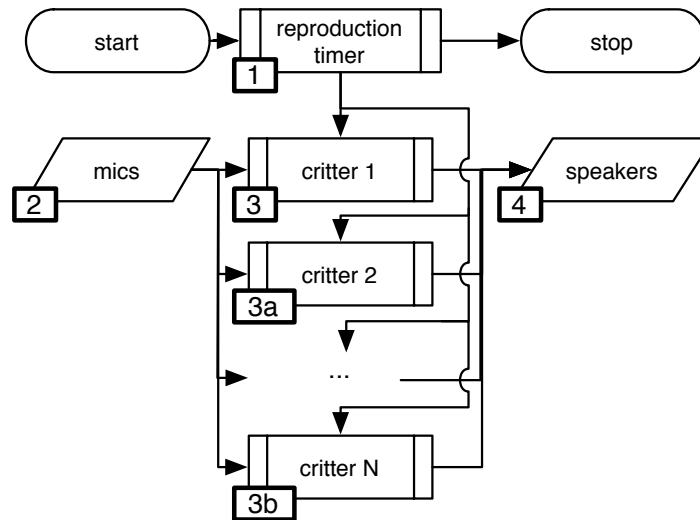 start
reproduction
timer
stop
1
mics
critter 1
speakers
2
3
4
critter 2
3a
...
critter N
3b